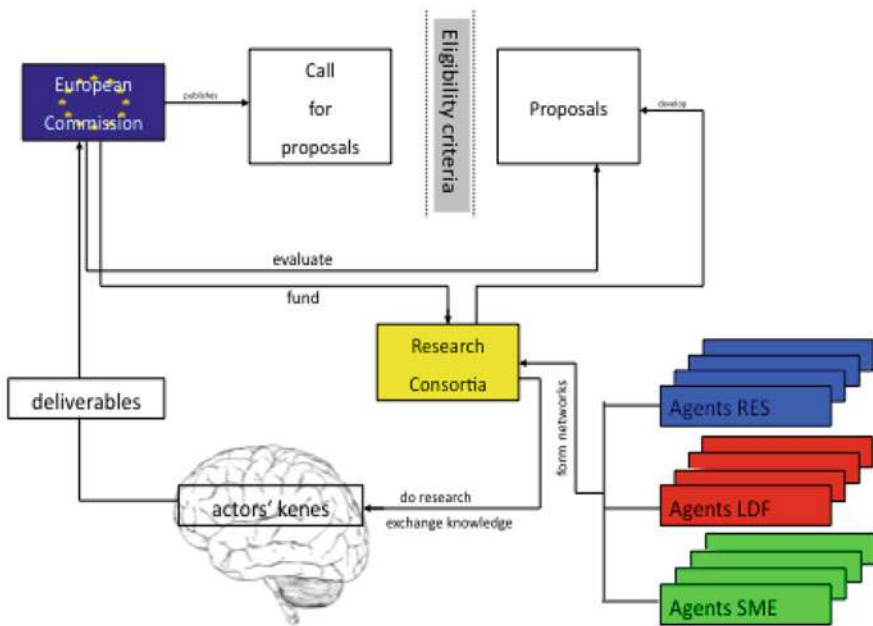 European
Commission
publishes
Call
for
proposals
Eligibility criteria
Proposals
develop
evaluate
fund
Research
Consortia
form networks
Agents RES
Agents LDF
Agents SME
deliverables
actors’ kenes
do research
exchange knowledge